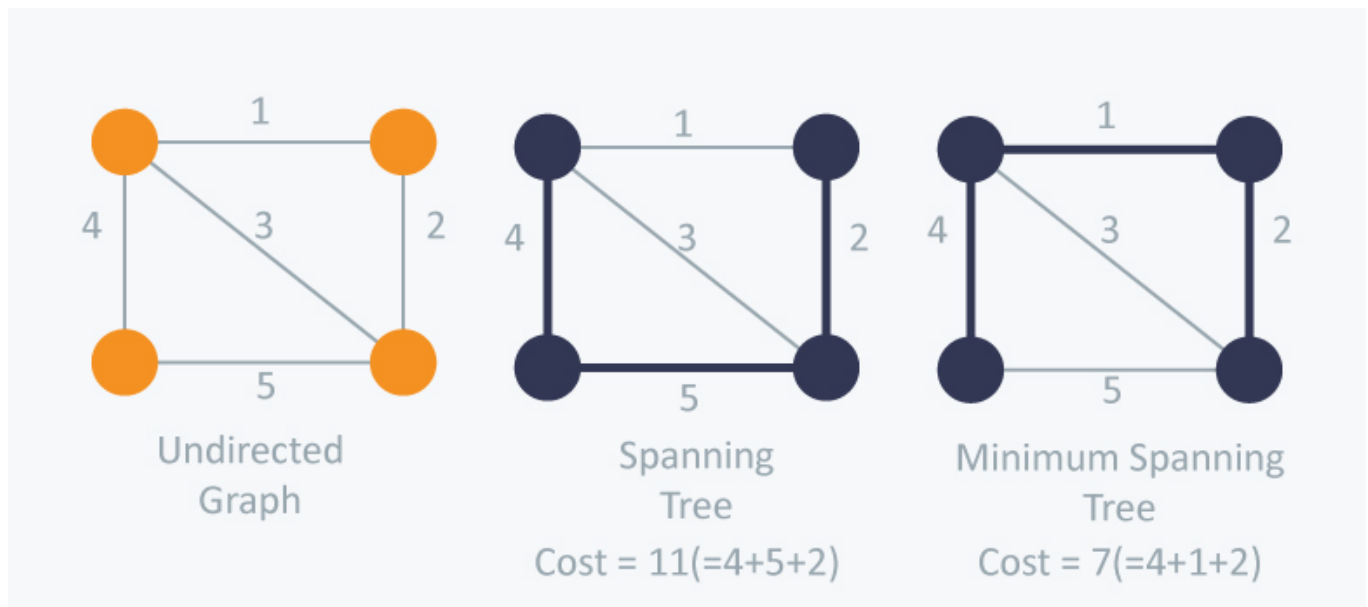 1
4
3
2
5
Undirected
Graph
1
4
3
2
5
Spanning
Tree
Cost = 11(=4+5+2)
1
4
3
2
5
Minimum Spanning
Tree
Cost = 7(=4+1+2)